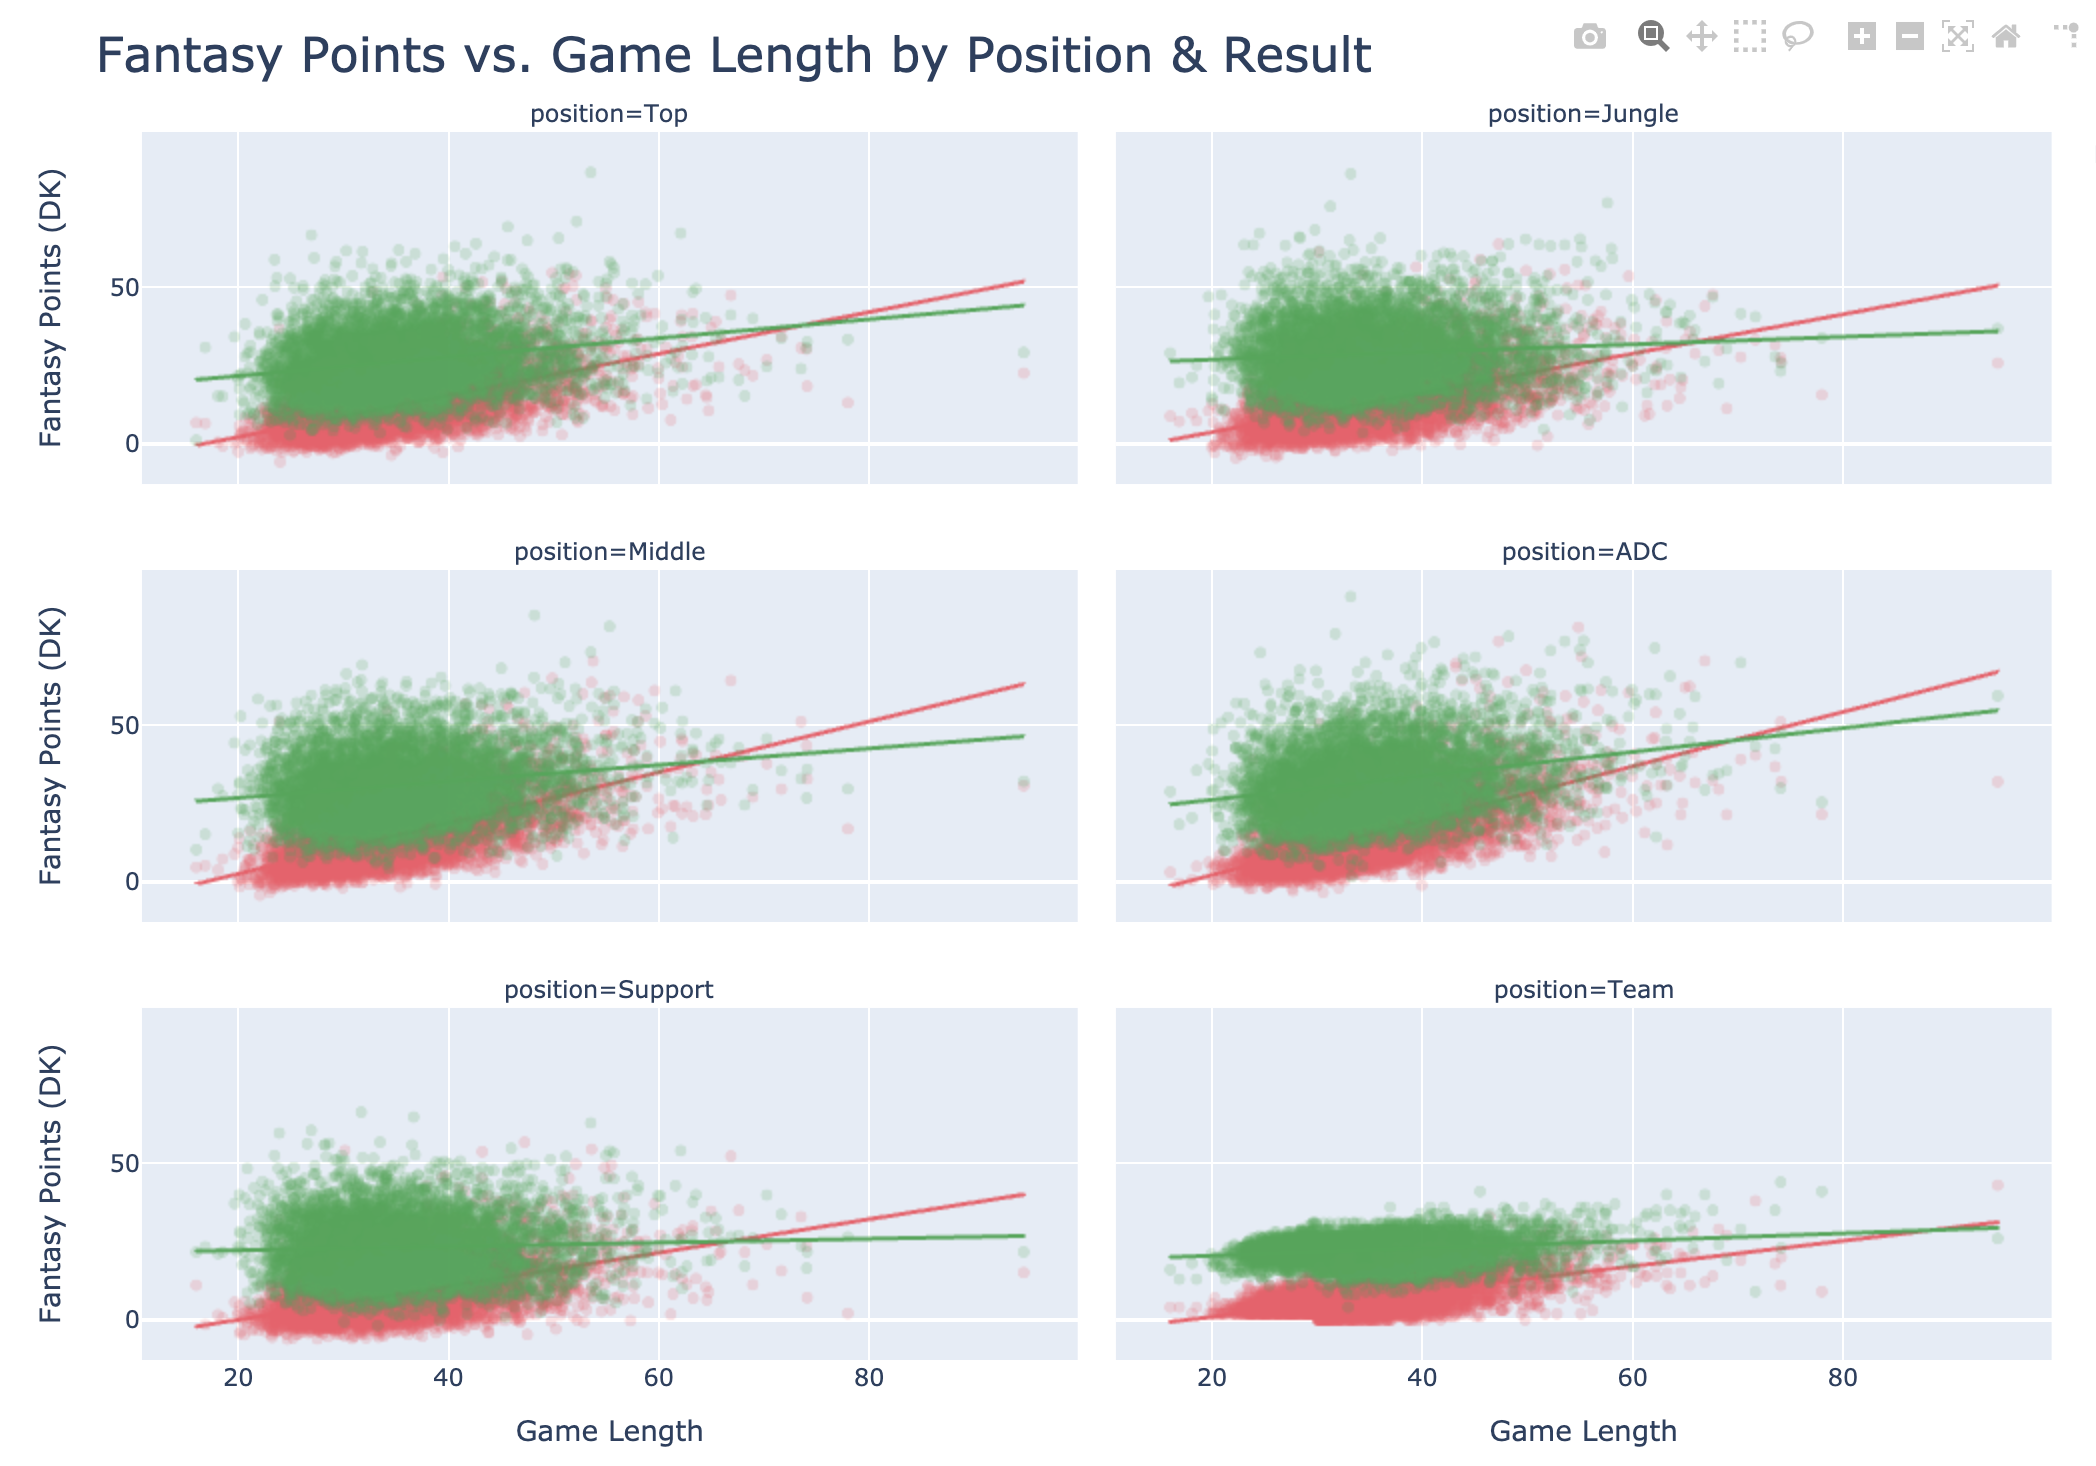 Fantasy Points vs. Game Length by Position & Result
position=Top
position=Jungle
Fantasy Points (DK)
50
0
position=Middle
position=ADC
Fantasy Points (DK)
50
0
position=Support
position=Team
Fantasy Points (DK)
50
0
20 40 60 80
20 40 60 80
Game Length
Game Length